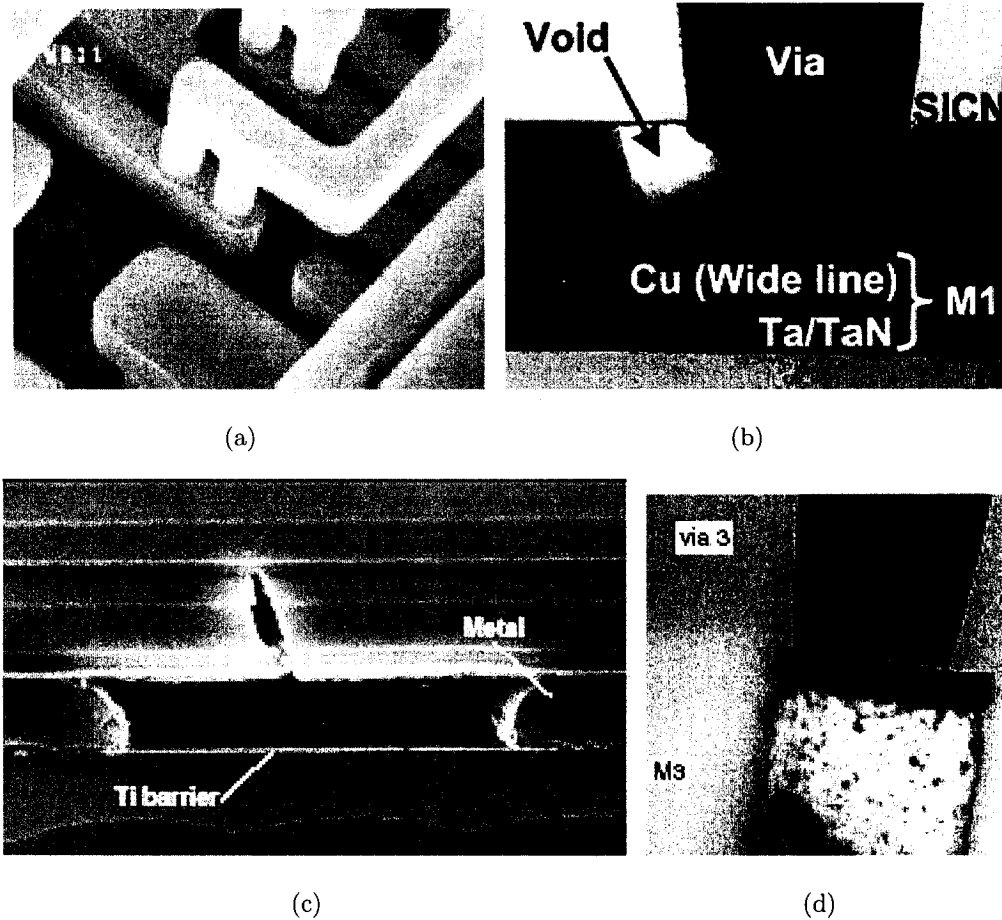 Void
Via
SiCN
Cu (Wide line)
Ta/TaN
M1
(a)
(b)
Metal
Ti barrier
via 3
M3
(c)
(d)